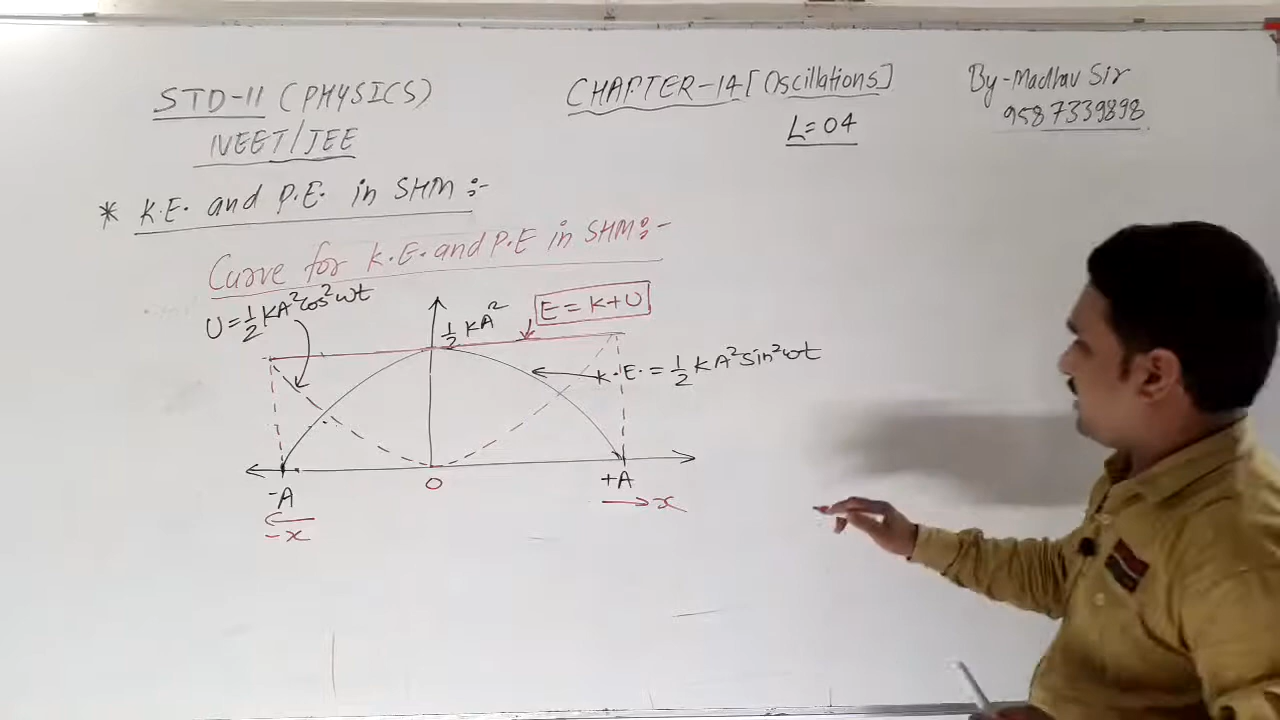 STD-11 (PHYSICS)
NEET/JEE
CHAPTER-14 [Oscillations]
L=04
By-Madhav Sir
9587339898
* K.E. and P.E. in SHM:-
Curve for K.E. and P.E in SHM:-
U = 1/2 KA² cos² ωt
1/2 KA²
E = K+U
K.E. = 1/2 KA² sin² ωt
-A
O
+A
-x
x